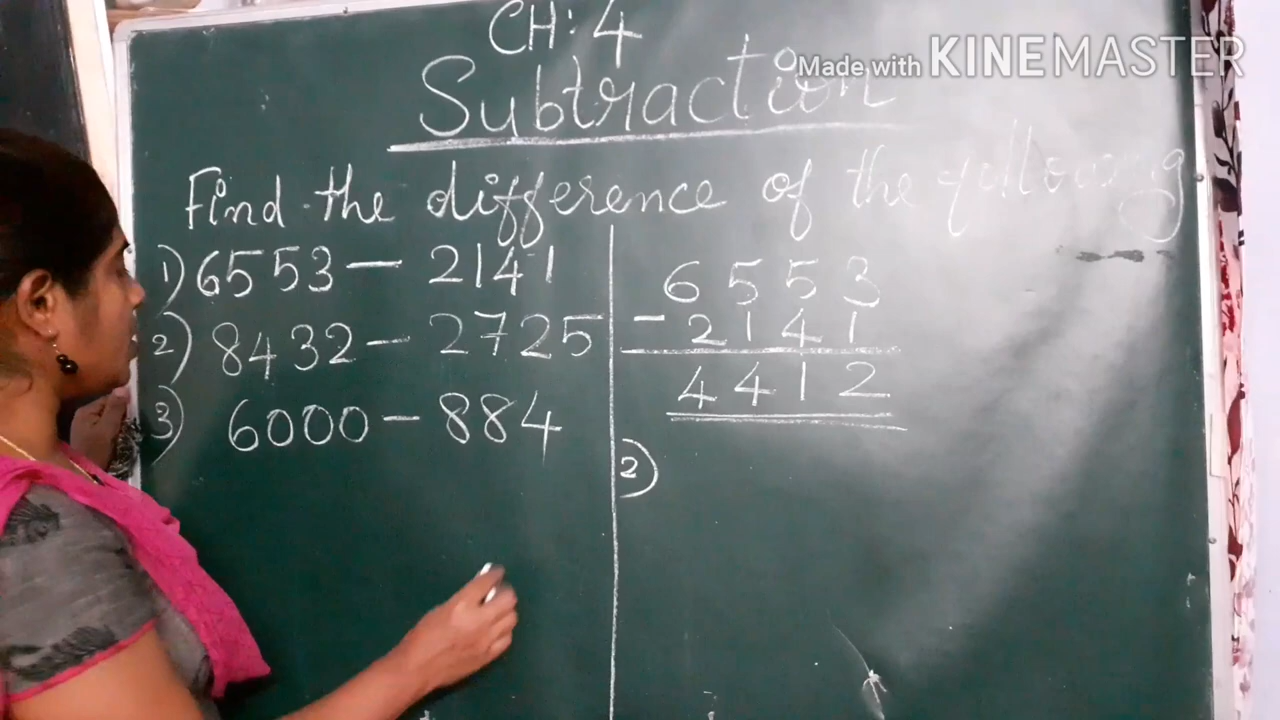 CH: 4
Made with KINEMASTER
Subtraction
Find the difference of the following
1) 6553 — 2141
2) 8432 — 2725
3) 6000 — 884
6553
- 2141
4412
2)